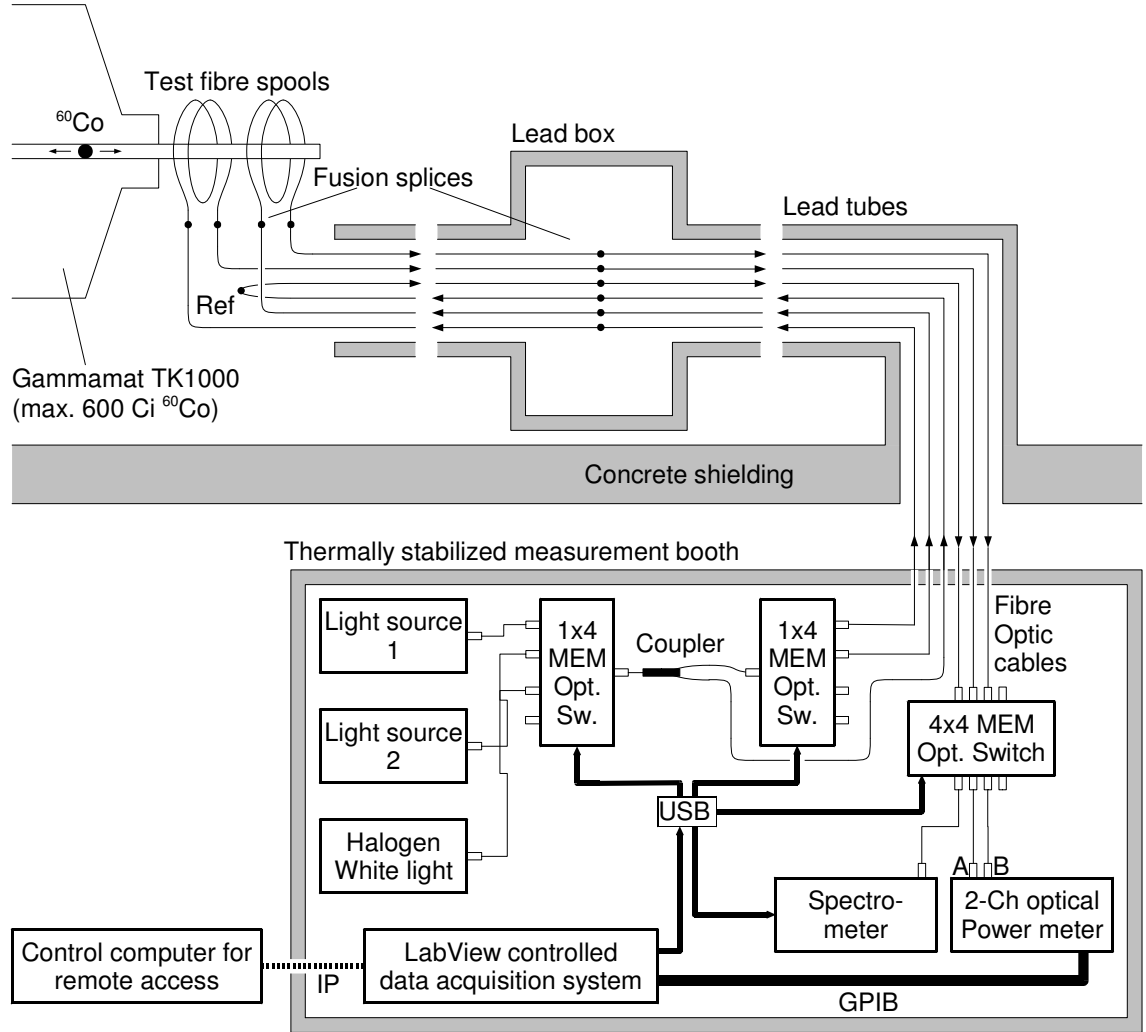 Test fibre spools
⁶⁰Co
Lead box
Fusion splices
Lead tubes
Ref
Gammamat TK1000
(max. 600 Ci ⁶⁰Co)
Concrete shielding
Thermally stabilized measurement booth
Light source
1
1x4
MEM
Opt.
Sw.
Coupler
1x4
MEM
Opt.
Sw.
Fibre
Optic
cables
Light source
2
4x4 MEM
Opt. Switch
USB
Halogen
White light
A
B
Spectro-
meter
2-Ch optical
Power meter
Control computer for
remote access
IP
LabView controlled
data acquisition system
GPIB